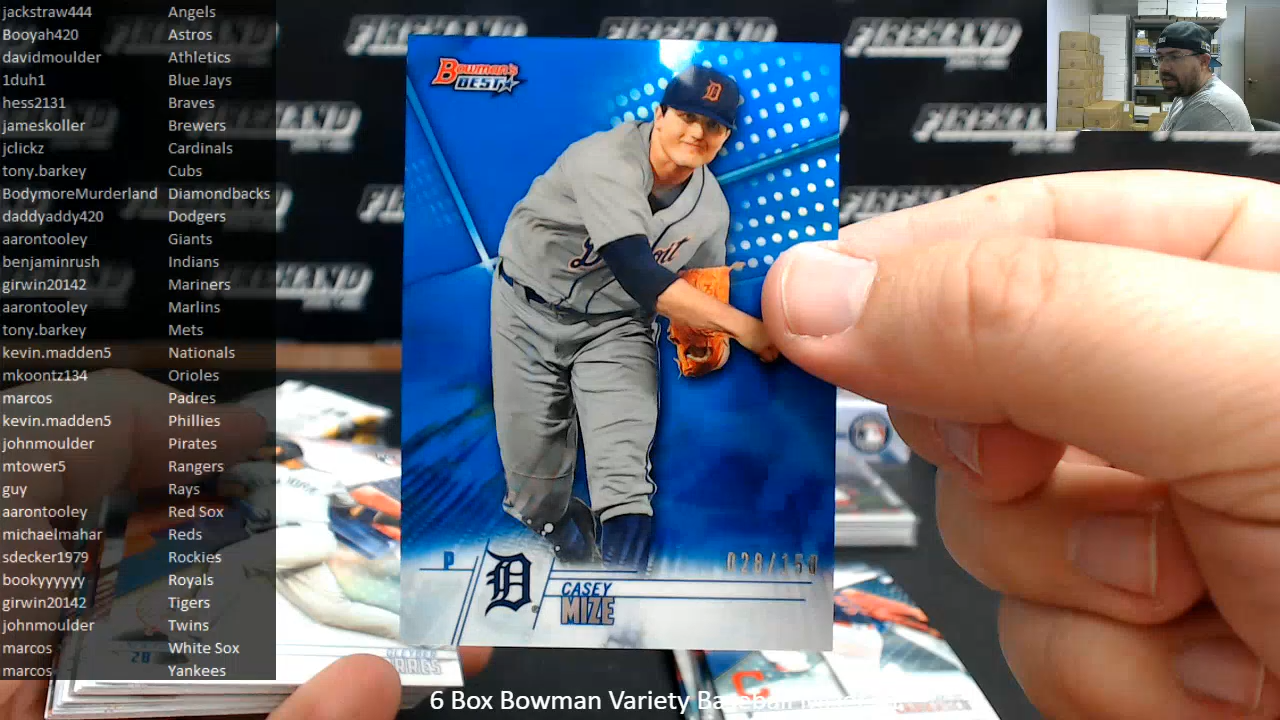 jackstraw444 Angels
Booyah420 Astros
davidmoulder Athletics
1duh1 Blue Jays
hess2131 Braves
jameskoller Brewers
jclickz Cardinals
tony.barkey Cubs
BodymoreMurderland Diamondbacks
daddyaddy420 Dodgers
aarontooley Giants
benjaminrush Indians
girwin20142 Mariners
aarontooley Marlins
tony.barkey Mets
kevin.madden5 Nationals
mkoontz134 Orioles
marcos Padres
kevin.madden5 Phillies
johnmoulder Pirates
mtower5 Rangers
guy Rays
aarontooley Red Sox
michaelmahar Reds
sdecker1979 Rockies
bookyyyyyy Royals
girwin20142 Tigers
johnmoulder Twins
marcos White Sox
marcos Yankees
Bowman's
BEST
D
Detroit
028/150
P
D
CASEY
MIZE
FIREHAND
28
6 Box Bowman Variety Baseball